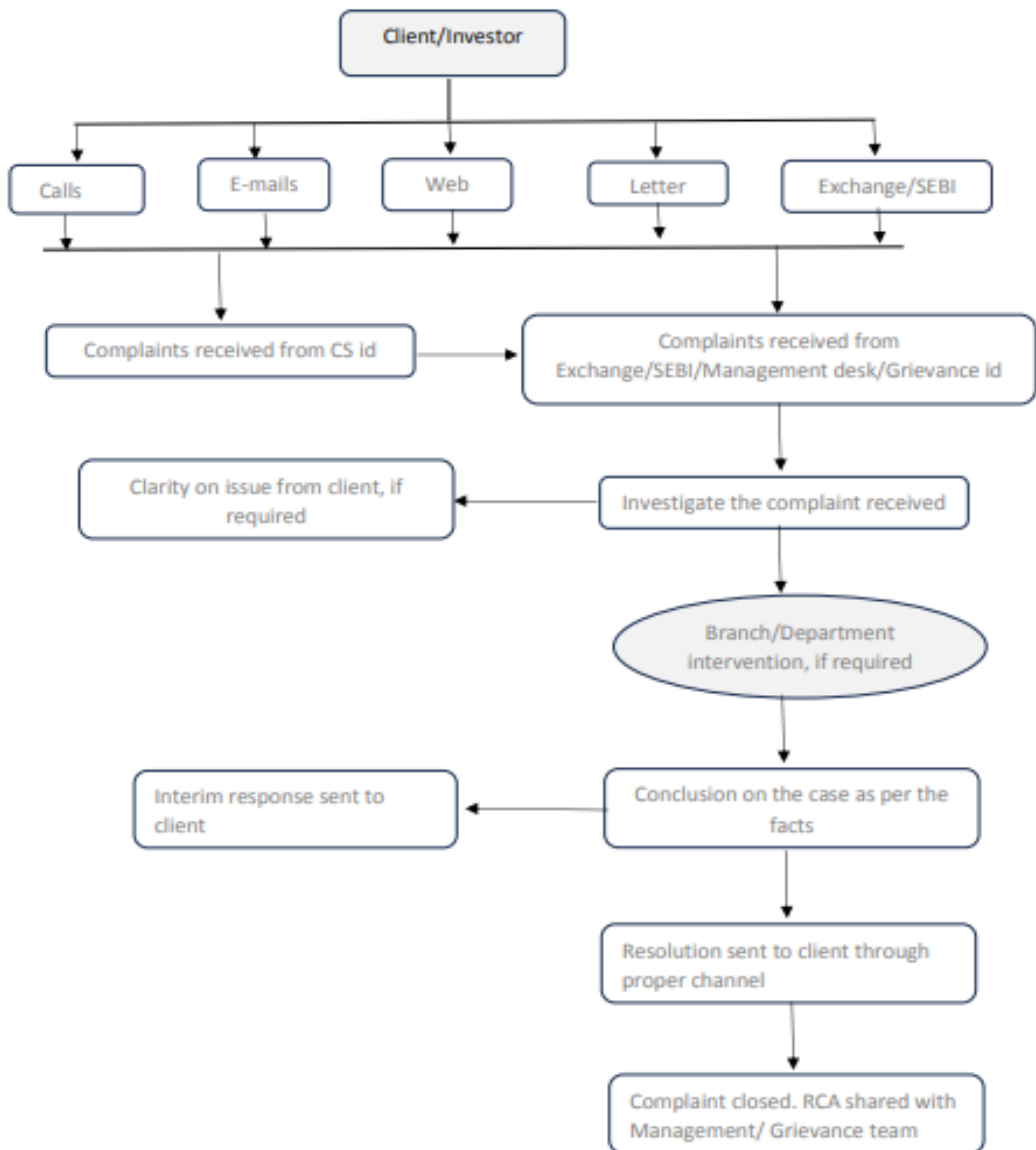 Client/Investor
Calls
E-mails
Web
Letter
Exchange/SEBI
Complaints received from CS id
Complaints received from
Exchange/SEBI/Management desk/Grievance id
Clarity on issue from client, if
required
Investigate the complaint received
Branch/Department
intervention, if required
Interim response sent to
client
Conclusion on the case as per the
facts
Resolution sent to client through
proper channel
Complaint closed. RCA shared with
Management/ Grievance team